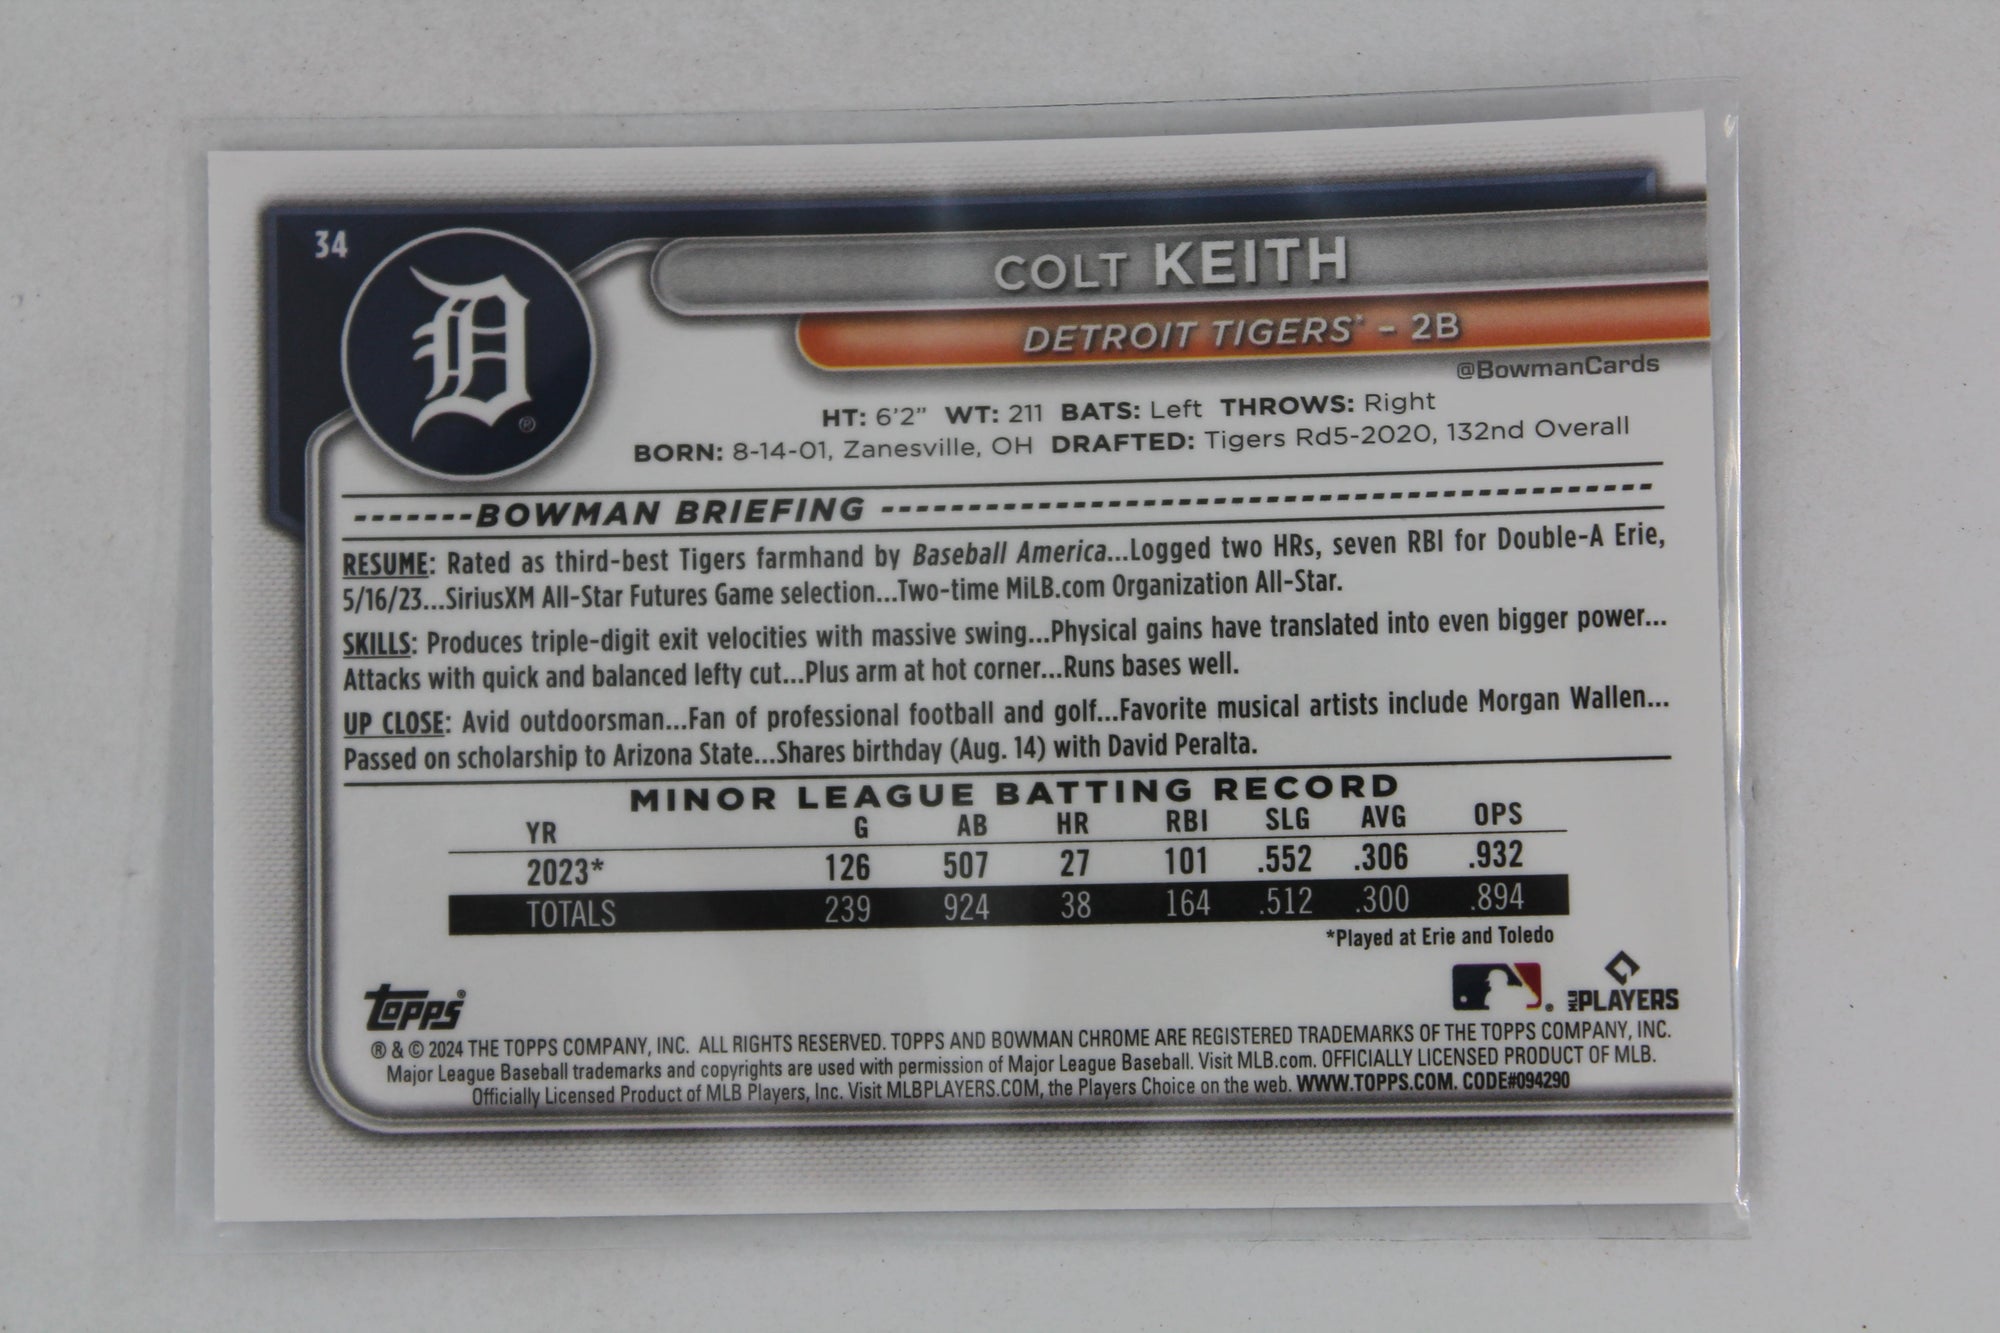 34
D
®
COLT KEITH
DETROIT TIGERS® - 2B
@BowmanCards
HT: 6'2" WT: 211 BATS: Left THROWS: Right
BORN: 8-14-01, Zanesville, OH DRAFTED: Tigers Rd5-2020, 132nd Overall
BOWMAN BRIEFING
RESUME: Rated as third-best Tigers farmhand by Baseball America...Logged two HRs, seven RBI for Double-A Erie,
5/16/23...SiriusXM All-Star Futures Game selection...Two-time MiLB.com Organization All-Star.
SKILLS: Produces triple-digit exit velocities with massive swing...Physical gains have translated into even bigger power...
Attacks with quick and balanced lefty cut...Plus arm at hot corner...Runs bases well.
UP CLOSE: Avid outdoorsman...Fan of professional football and golf...Favorite musical artists include Morgan Wallen...
Passed on scholarship to Arizona State...Shares birthday (Aug. 14) with David Peralta.
MINOR LEAGUE BATTING RECORD
YR G AB HR RBI SLG AVG OPS
2023* 126 507 27 101 .552 .306 .932
TOTALS 239 924 38 164 .512 .300 .894
*Played at Erie and Toledo
Topps®
MLB PLAYERS
® & © 2024 THE TOPPS COMPANY, INC. ALL RIGHTS RESERVED. TOPPS AND BOWMAN CHROME ARE REGISTERED TRADEMARKS OF THE TOPPS COMPANY, INC.
Major League Baseball trademarks and copyrights are used with permission of Major League Baseball. Visit MLB.com. OFFICIALLY LICENSED PRODUCT OF MLB.
Officially Licensed Product of MLB Players, Inc. Visit MLBPLAYERS.COM, the Players Choice on the web. WWW.TOPPS.COM. CODE#094290